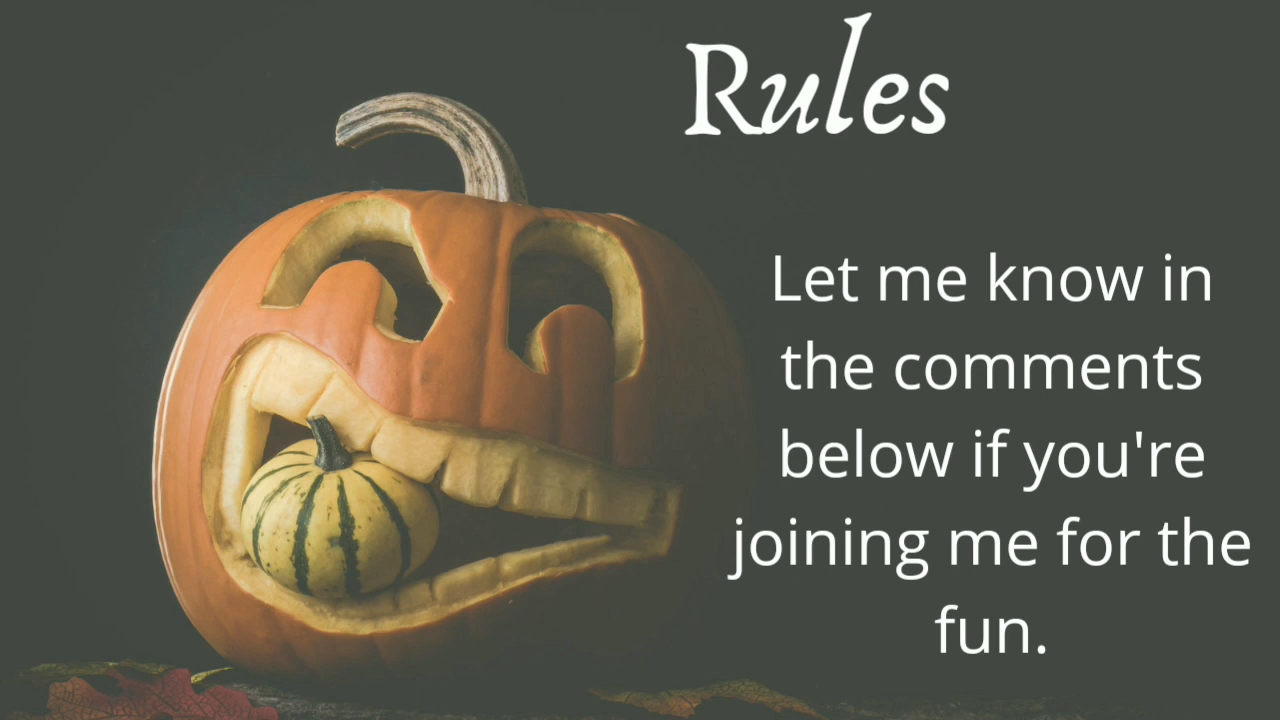 Rules
Let me know in
the comments
below if you're
joining me for the
fun.